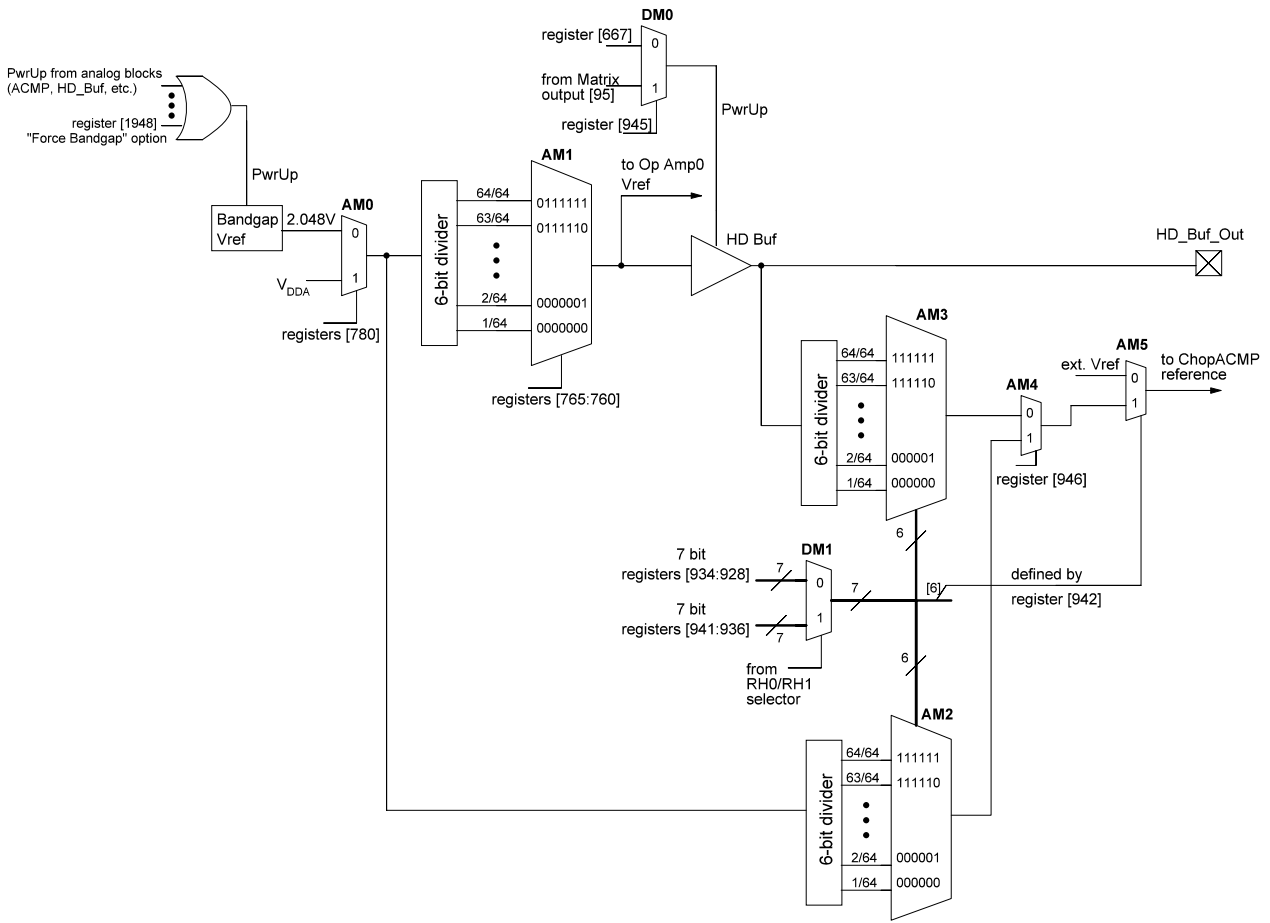 DM0
register [667]
0
from Matrix
output [95]
1
register [945]
PwrUp
PwrUp from analog blocks
(ACMP, HD_Buf, etc.)
register [1948]
"Force Bandgap" option
PwrUp
Bandgap
Vref
2.048V
AM0
0
1
VDDA
registers [780]
6-bit divider
64/64
63/64
2/64
1/64
AM1
0111111
0111110
0000001
0000000
registers [765:760]
to Op Amp0
Vref
HD Buf
HD_Buf_Out
6-bit divider
64/64
63/64
2/64
1/64
AM3
111111
111110
000001
000000
AM4
0
1
register [946]
AM5
ext. Vref
0
1
to ChopACMP
reference
6
DM1
7 bit
registers [934:928]
7
0
7 bit
registers [941:936]
7
1
from
RH0/RH1
selector
7
[6]
defined by
register [942]
6
AM2
6-bit divider
64/64
63/64
2/64
1/64
111111
111110
000001
000000